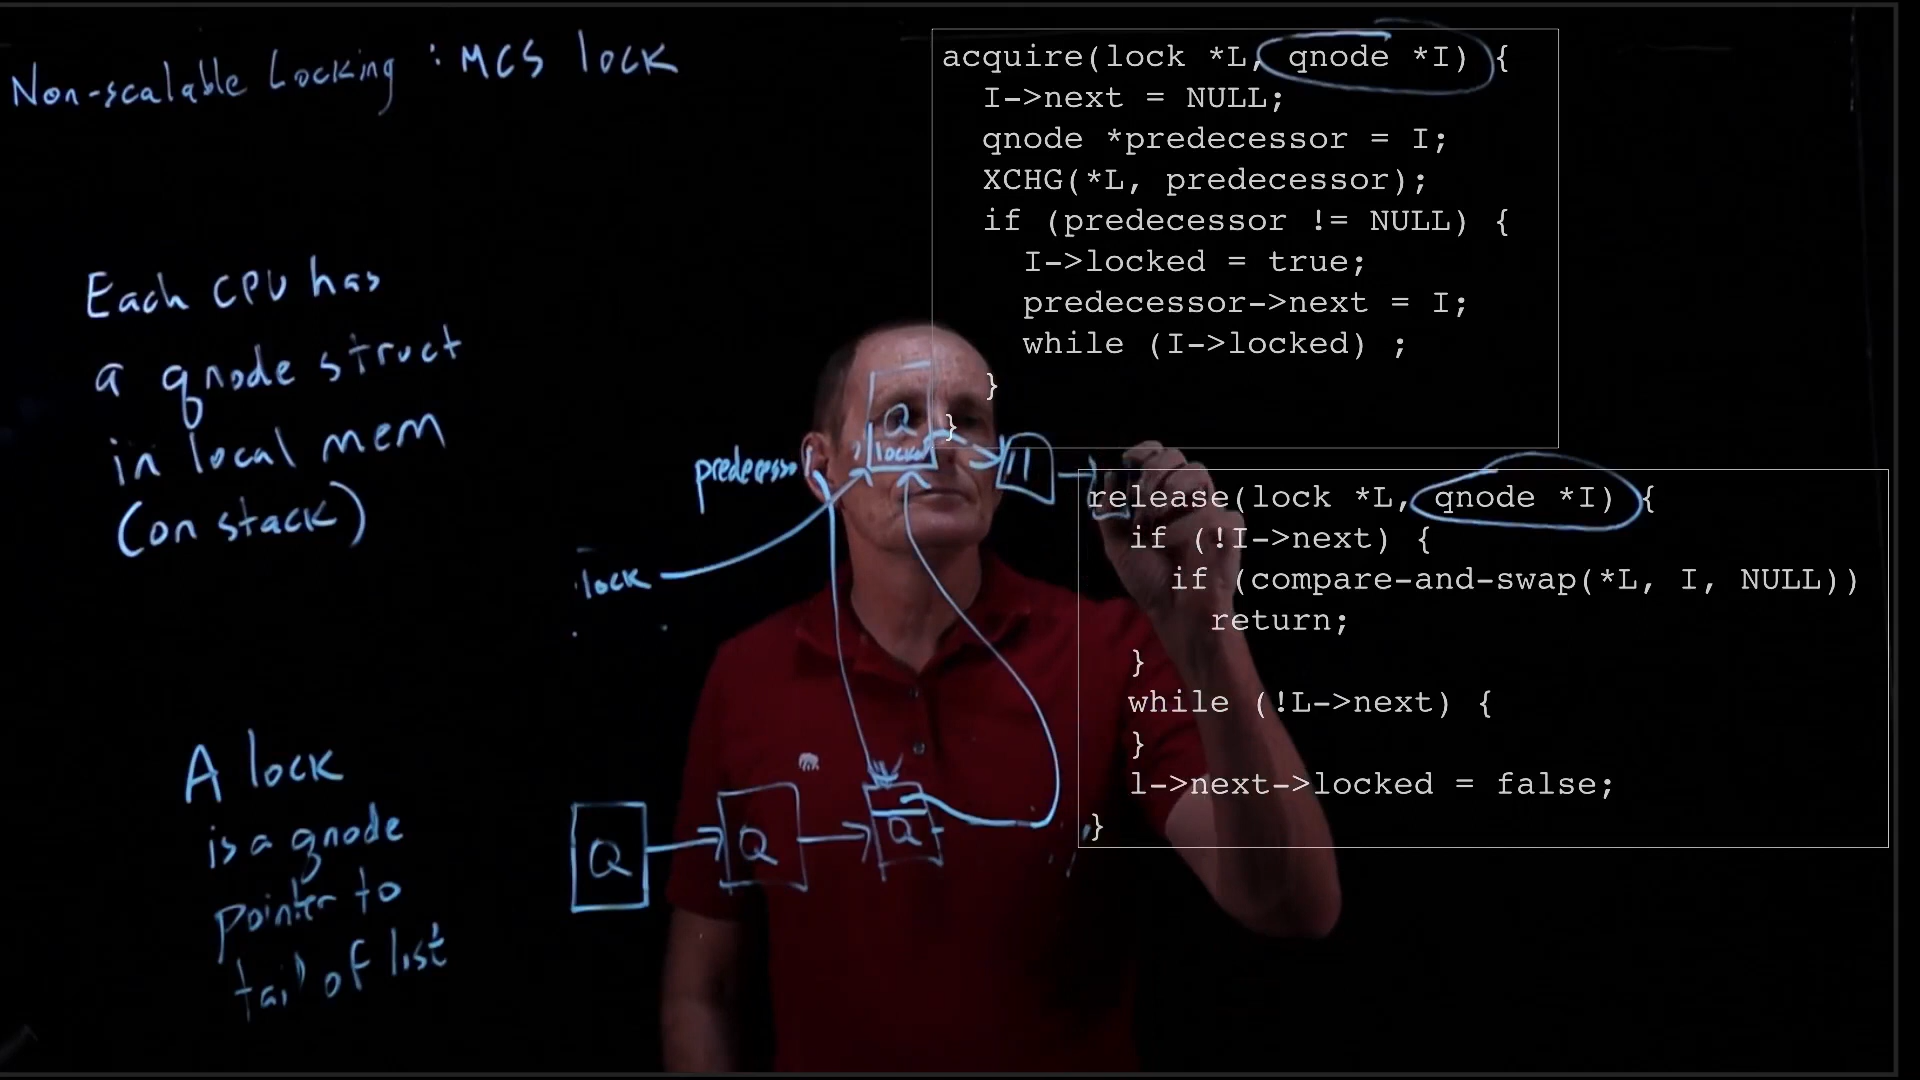 Non-scalable Locking : MCS lock
acquire(lock *L, qnode *I) {
I->next = NULL;
qnode *predecessor = I;
XCHG(*L, predecessor);
if (predecessor != NULL) {
I->locked = true;
predecessor->next = I;
while (I->locked) ;
}
}
Each CPU has
a qnode struct
in local mem
(on stack)
Q
locked
predecessor
lock
release(lock *L, qnode *I) {
if (!I->next) {
if (compare-and-swap(*L, I, NULL))
return;
}
while (!L->next) {
}
l->next->locked = false;
}
A lock
is a qnode
pointer to
tail of list
Q
Q
Q